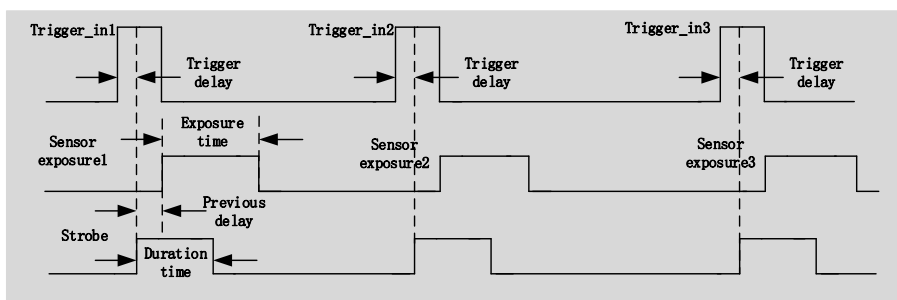 Trigger_in1
Trigger_in2
Trigger_in3
Trigger
delay
Trigger
delay
Trigger
delay
Exposure
time
Sensor
exposure1
Sensor
exposure2
Sensor
exposure3
Previous
delay
Strobe
Duration
time